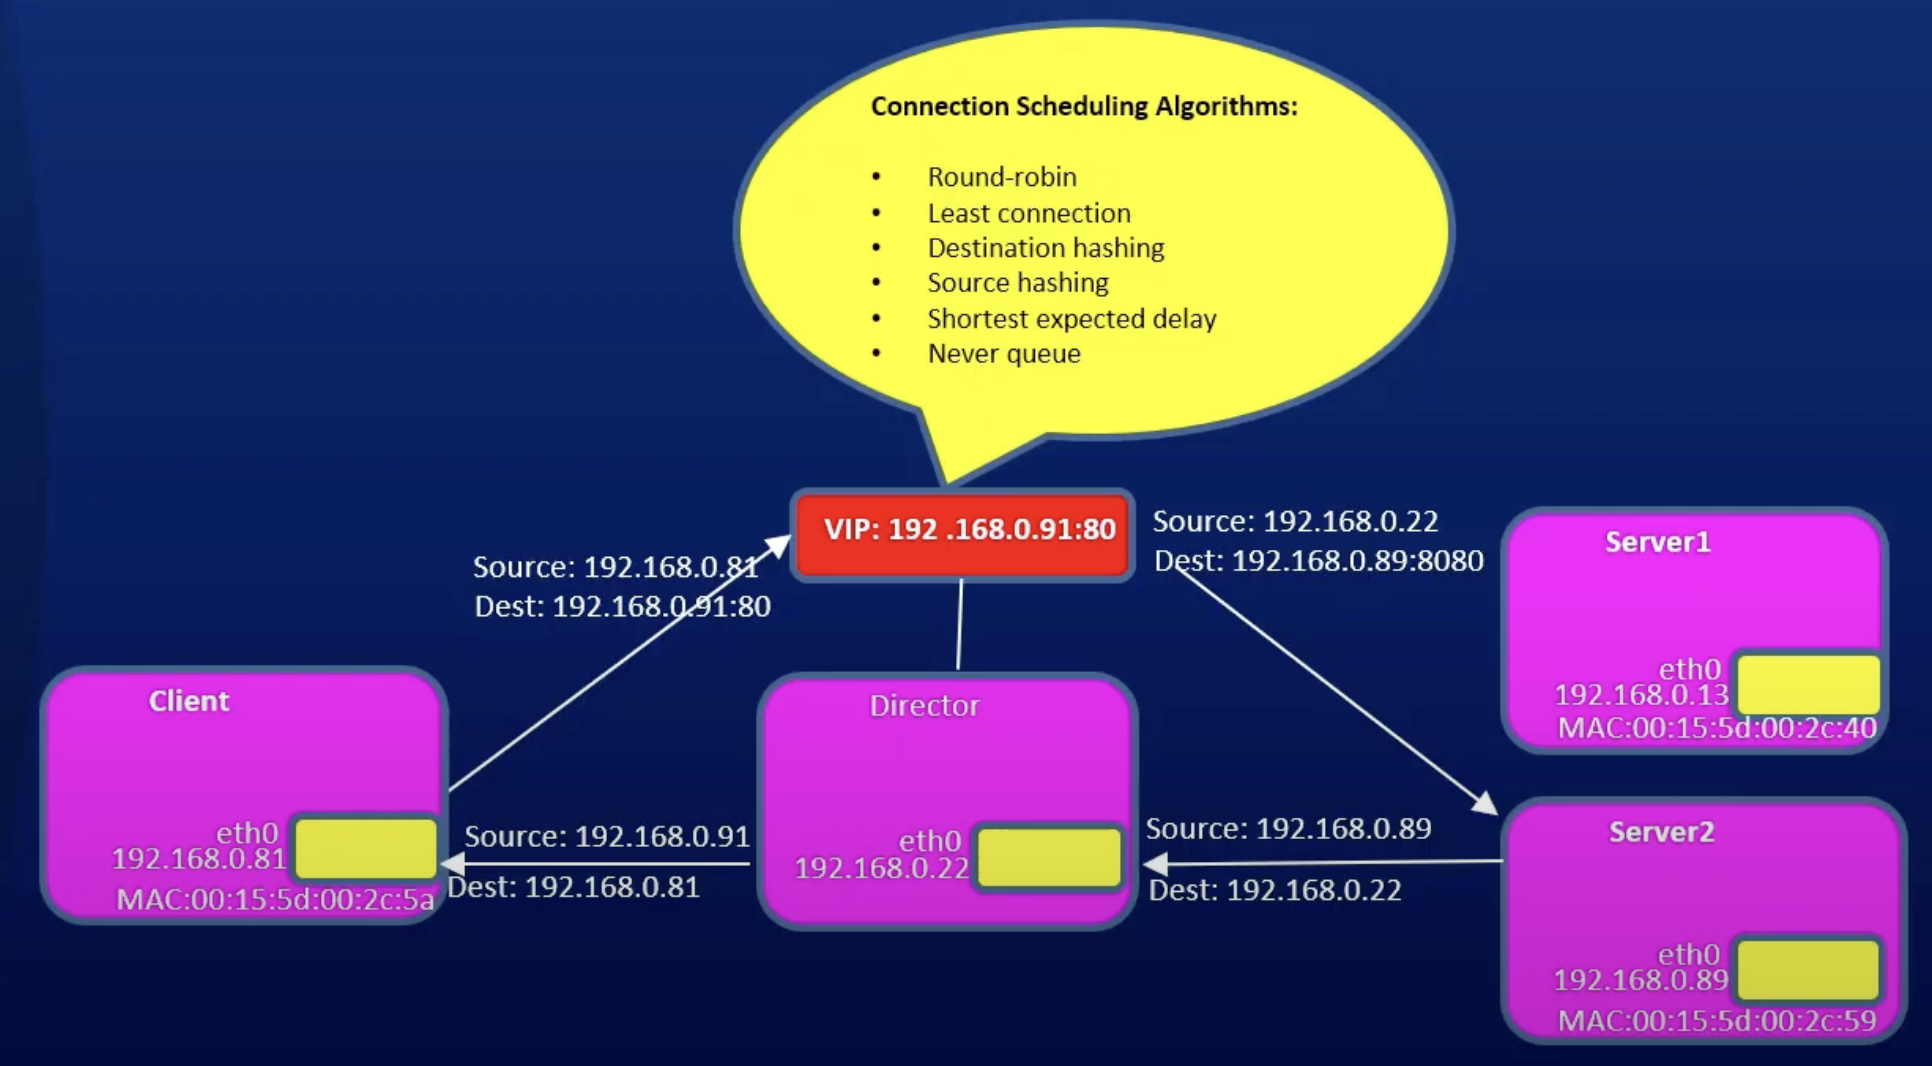 Connection Scheduling Algorithms:
• Round-robin
• Least connection
• Destination hashing
• Source hashing
• Shortest expected delay
• Never queue
VIP: 192 .168.0.91:80
Source: 192.168.0.81
Dest: 192.168.0.91:80
Source: 192.168.0.22
Dest: 192.168.0.89:8080
Server1
eth0
192.168.0.13
MAC:00:15:5d:00:2c:40
Client
eth0
192.168.0.81
MAC:00:15:5d:00:2c:5a
Source: 192.168.0.91
Dest: 192.168.0.81
Director
eth0
192.168.0.22
Source: 192.168.0.89
Dest: 192.168.0.22
Server2
eth0
192.168.0.89
MAC:00:15:5d:00:2c:59